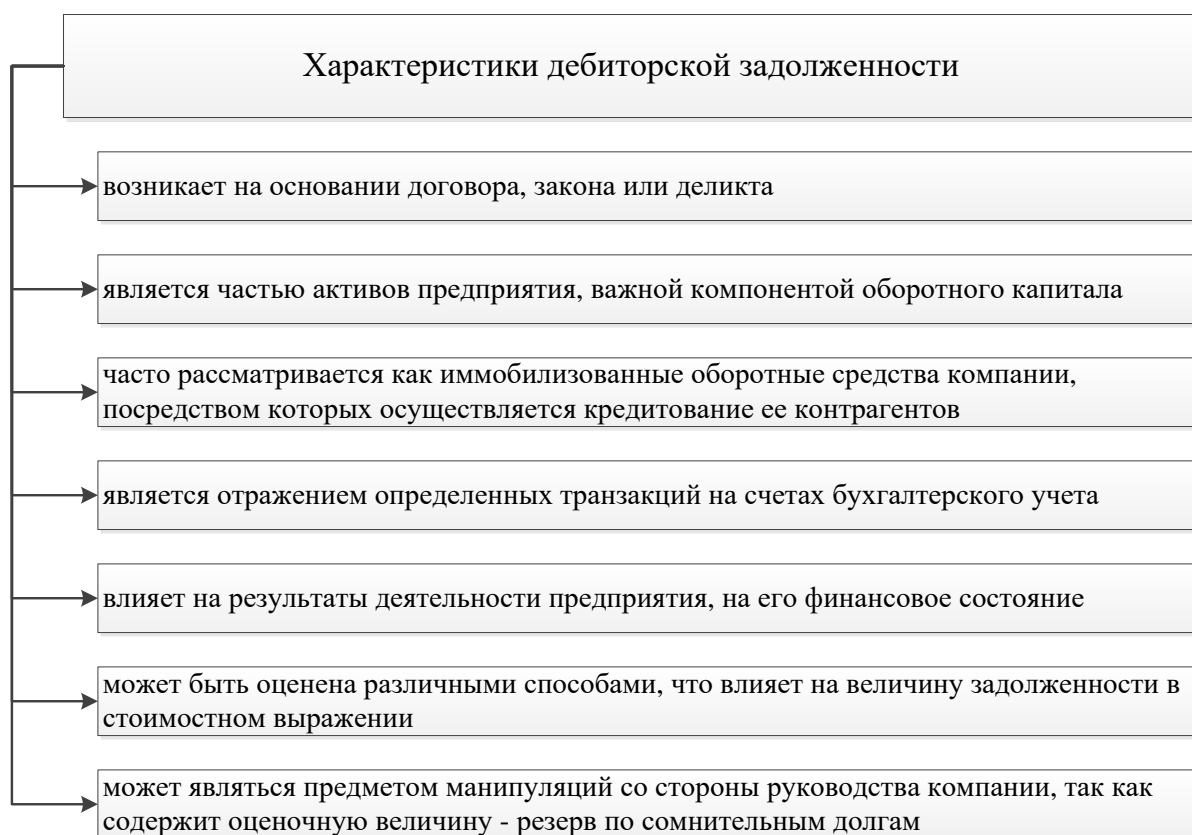 Характеристики дебиторской задолженности
возникает на основании договора, закона или деликта
является частью активов предприятия, важной компонентой оборотного капитала
часто рассматривается как иммобилизованные оборотные средства компании,
посредством которых осуществляется кредитование ее контрагентов
является отражением определенных транзакций на счетах бухгалтерского учета
влияет на результаты деятельности предприятия, на его финансовое состояние
может быть оценена различными способами, что влияет на величину задолженности в
стоимостном выражении
может являться предметом манипуляций со стороны руководства компании, так как
содержит оценочную величину - резерв по сомнительным долгам